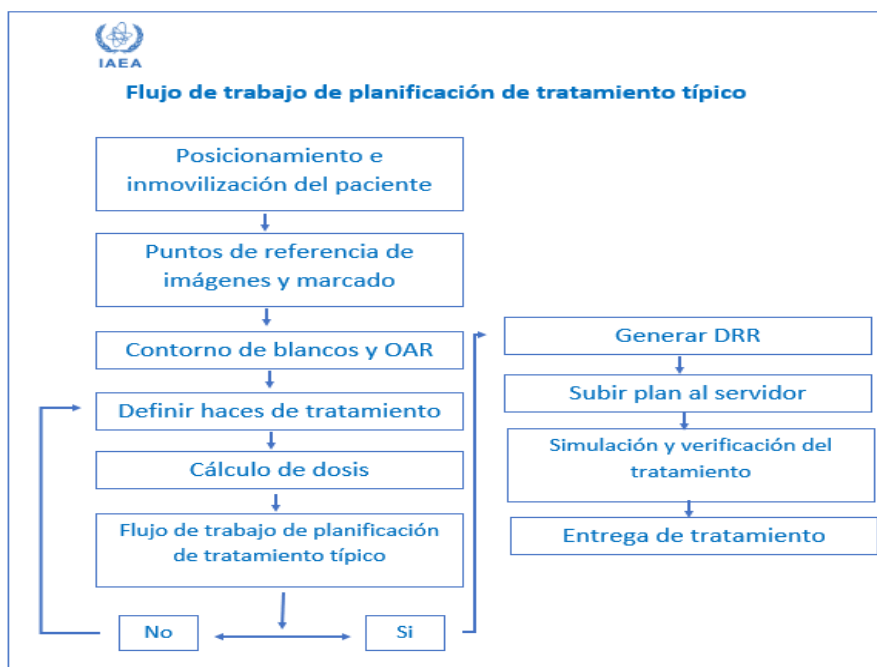 IAEA
Flujo de trabajo de planificación de tratamiento típico
Posicionamiento e
inmovilización del paciente
Puntos de referencia de
imágenes y marcado
Contorno de blancos y OAR
Definir haces de tratamiento
Cálculo de dosis
Flujo de trabajo de planificación
de tratamiento típico
No
Si
Generar DRR
Subir plan al servidor
Simulación y verificación del
tratamiento
Entrega de tratamiento